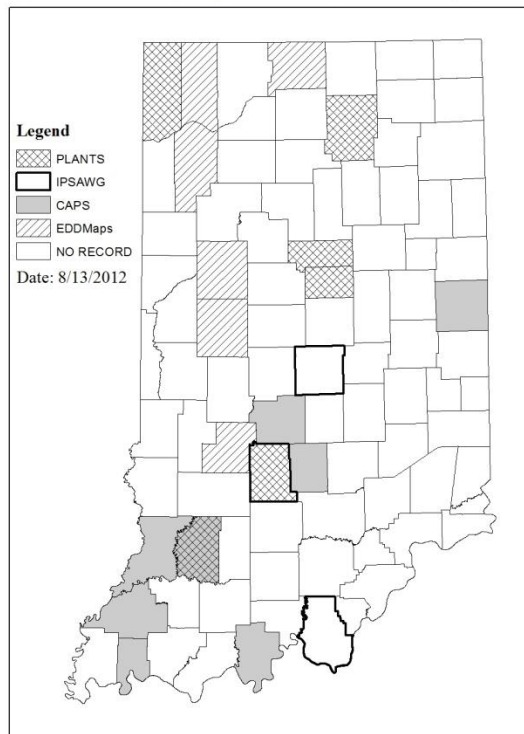 Legend
PLANTS
IPSAWG
CAPS
EDDMaps
NO RECORD
Date: 8/13/2012